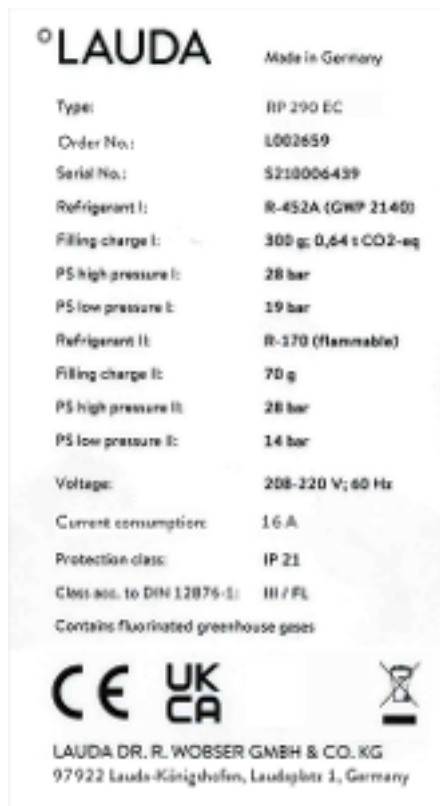 LAUDA
Made in Germany
Type: RP 290 EC
Order No.: L002659
Serial No.: S210006439
Refrigerant I: R-452A (GWP 2140)
Filling charge I: 300 g; 0,64 t CO2-eq
PS high pressure I: 28 bar
PS low pressure I: 19 bar
Refrigerant II: R-170 (flammable)
Filling charge II: 70 g
PS high pressure II: 28 bar
PS low pressure II: 14 bar
Voltage: 208-220 V; 60 Hz
Current consumption: 16 A
Protection class: IP 21
Class acc. to DIN 12876-1: III / FL
Contains fluorinated greenhouse gases
CE UK
CA
LAUDA DR. R. WOBSER GMBH & CO. KG
97922 Lauda-Königshofen, Laudaplatz 1, Germany